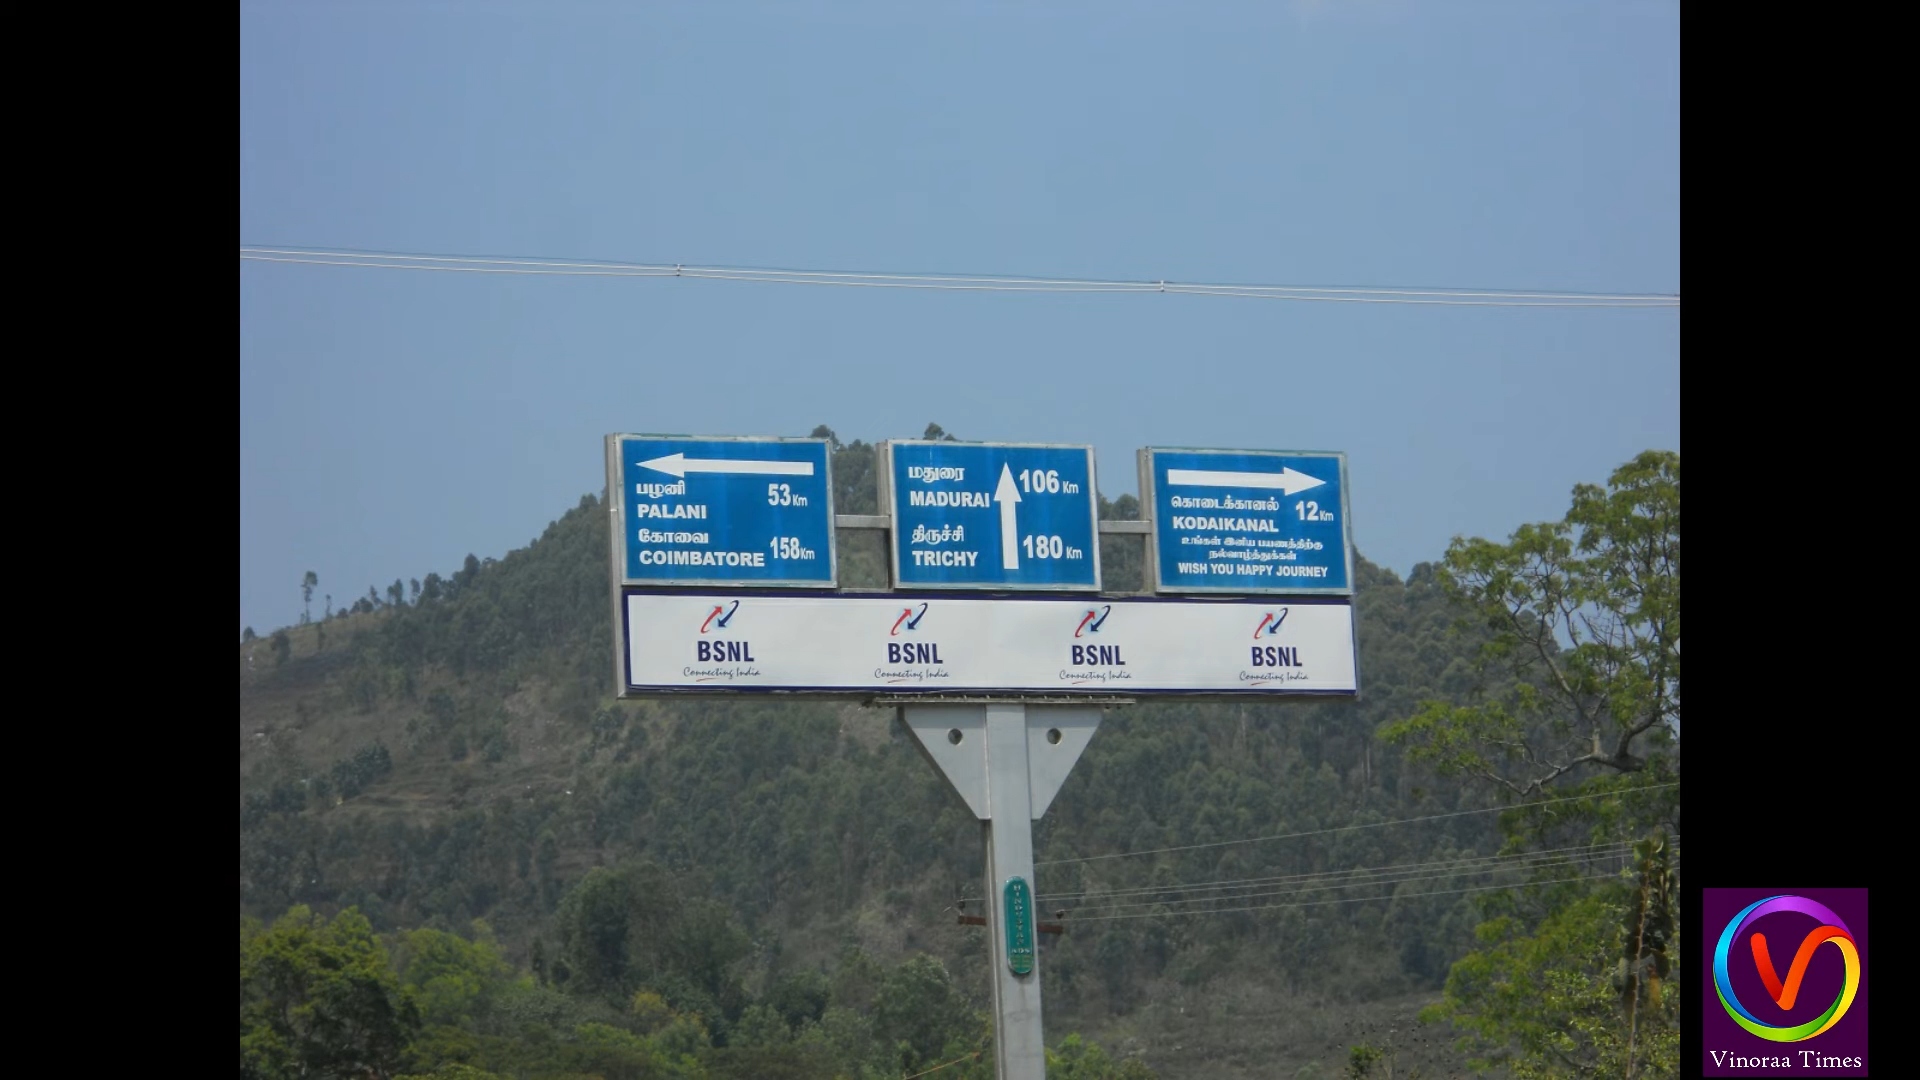 பழனி 53 Km
PALANI
கோவை
COIMBATORE 158 Km
மதுரை 106 Km
MADURAI
திருச்சி 180 Km
TRICHY
கொடைக்கானல் 12 Km
KODAIKANAL
உங்கள் இனிய பயணத்திற்கு
நல்வாழ்த்துக்கள்
WISH YOU HAPPY JOURNEY
BSNL BSNL BSNL BSNL
Connecting India Connecting India Connecting India Connecting India
HINDUSTAN
Vinoraa Times